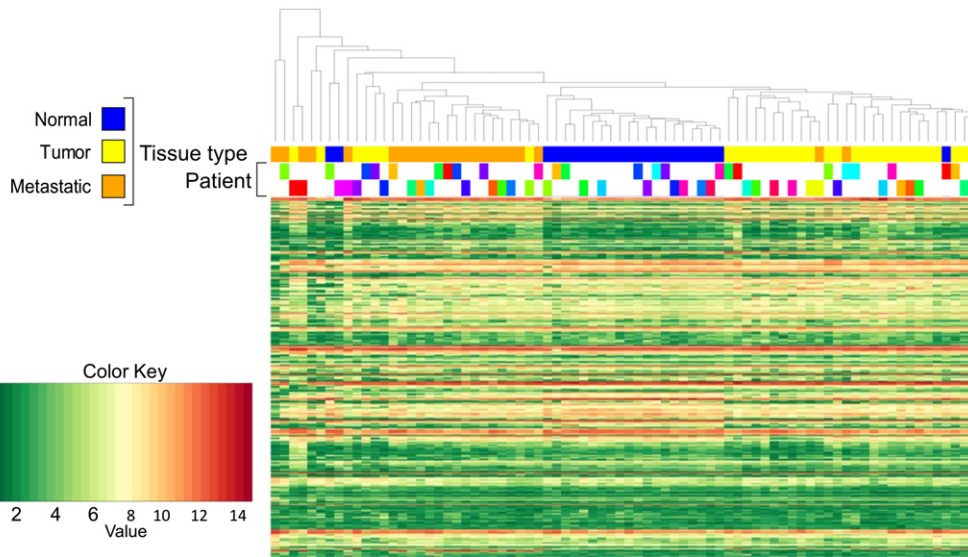 Normal
Tumor
Metastatic
Tissue type
Patient
Color Key
2 4 6 8 10 12 14
Value